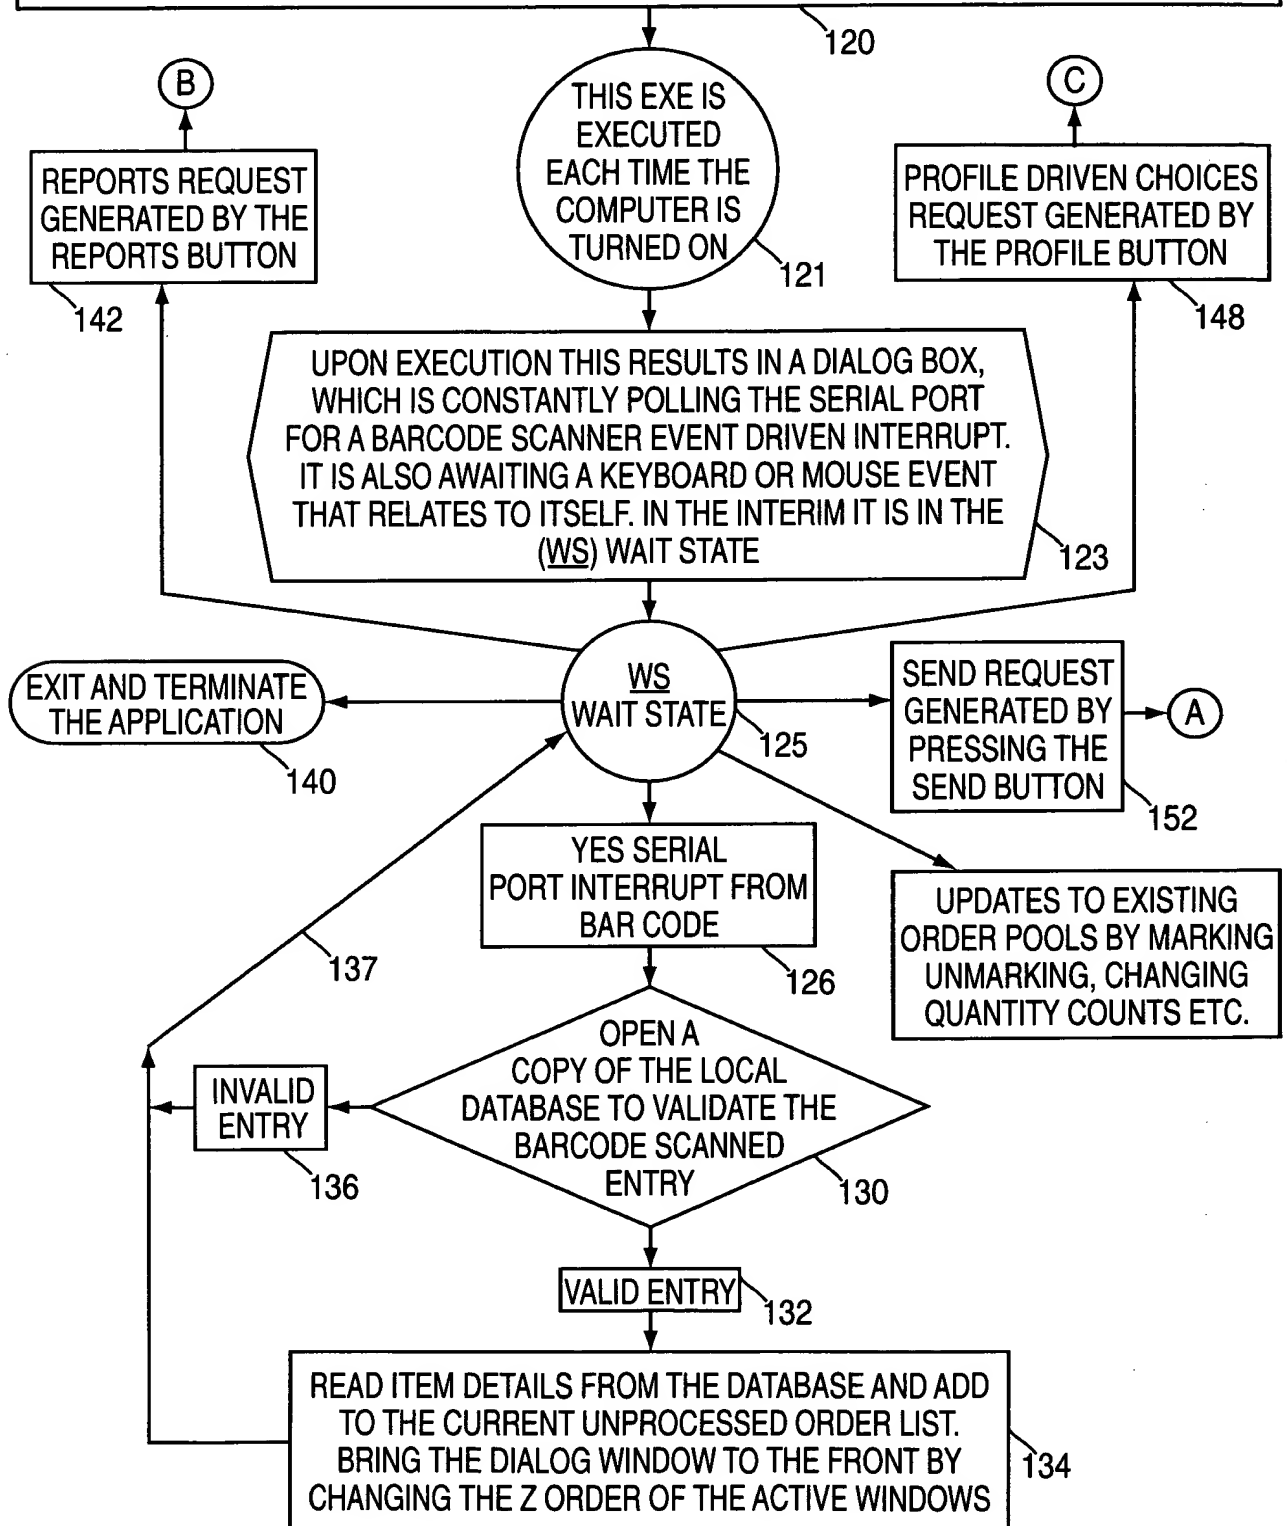 120
B
C
THIS EXE IS
EXECUTED
EACH TIME THE
COMPUTER IS
TURNED ON
121
REPORTS REQUEST
GENERATED BY THE
REPORTS BUTTON
142
PROFILE DRIVEN CHOICES
REQUEST GENERATED BY
THE PROFILE BUTTON
148
UPON EXECUTION THIS RESULTS IN A DIALOG BOX,
WHICH IS CONSTANTLY POLLING THE SERIAL PORT
FOR A BARCODE SCANNER EVENT DRIVEN INTERRUPT.
IT IS ALSO AWAITING A KEYBOARD OR MOUSE EVENT
THAT RELATES TO ITSELF. IN THE INTERIM IT IS IN THE
(WS) WAIT STATE
123
EXIT AND TERMINATE
THE APPLICATION
140
WS
WAIT STATE
125
SEND REQUEST
GENERATED BY
PRESSING THE
SEND BUTTON
152
A
YES SERIAL
PORT INTERRUPT FROM
BAR CODE
126
UPDATES TO EXISTING
ORDER POOLS BY MARKING
UNMARKING, CHANGING
QUANTITY COUNTS ETC.
137
OPEN A
COPY OF THE LOCAL
DATABASE TO VALIDATE THE
BARCODE SCANNED
ENTRY
130
INVALID
ENTRY
136
VALID ENTRY
132
READ ITEM DETAILS FROM THE DATABASE AND ADD
TO THE CURRENT UNPROCESSED ORDER LIST.
BRING THE DIALOG WINDOW TO THE FRONT BY
CHANGING THE Z ORDER OF THE ACTIVE WINDOWS
134